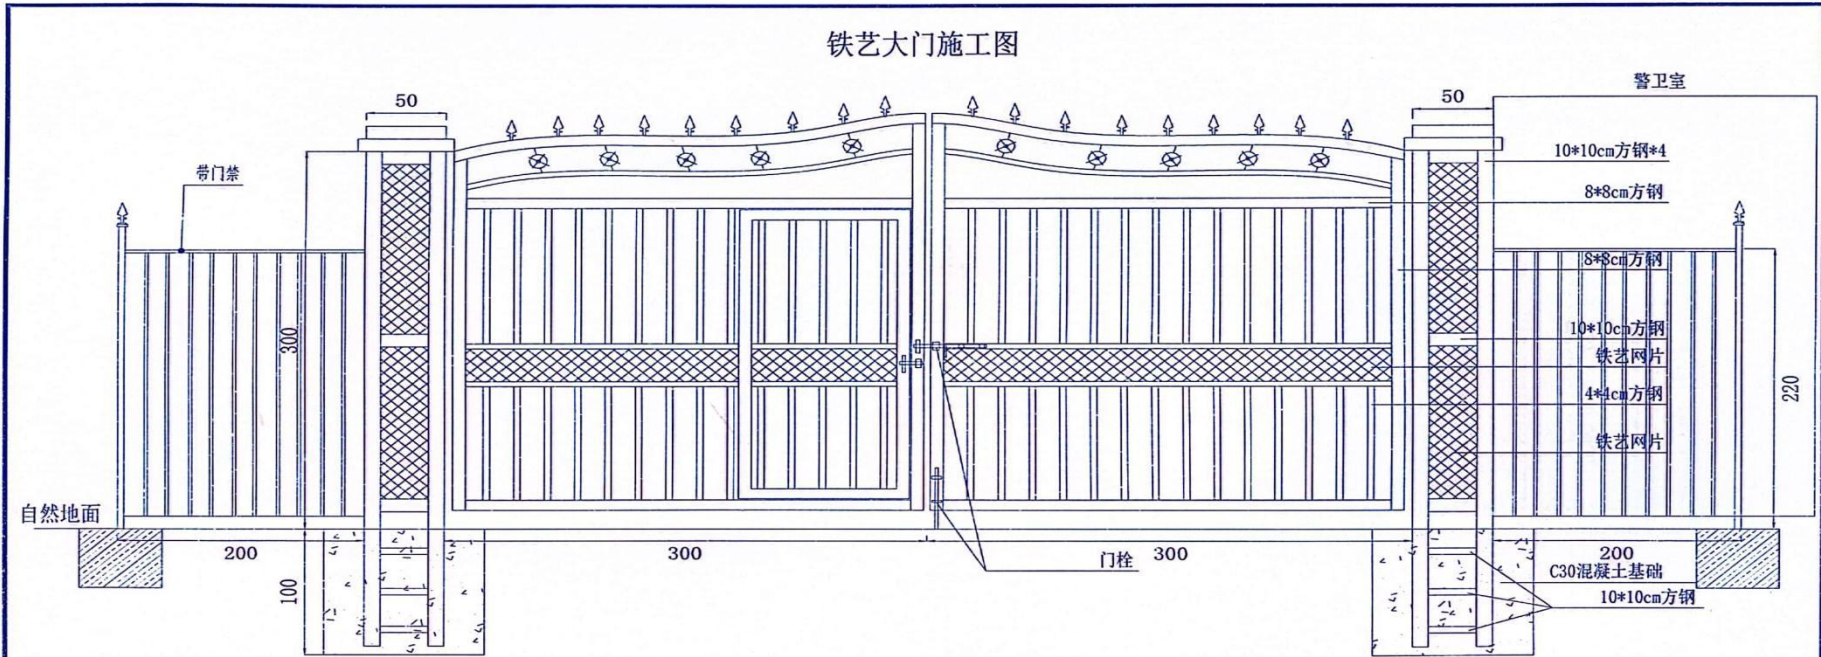 铁艺大门施工图
警卫室
50
50
10*10cm方钢*4
带门禁
8*8cm方钢
8*8cm方钢
300
10*10cm方钢
铁艺网片
220
4*4cm方钢
铁艺网片
自然地面
200
300
门栓
300
200
C30混凝土基础
100
10*10cm方钢